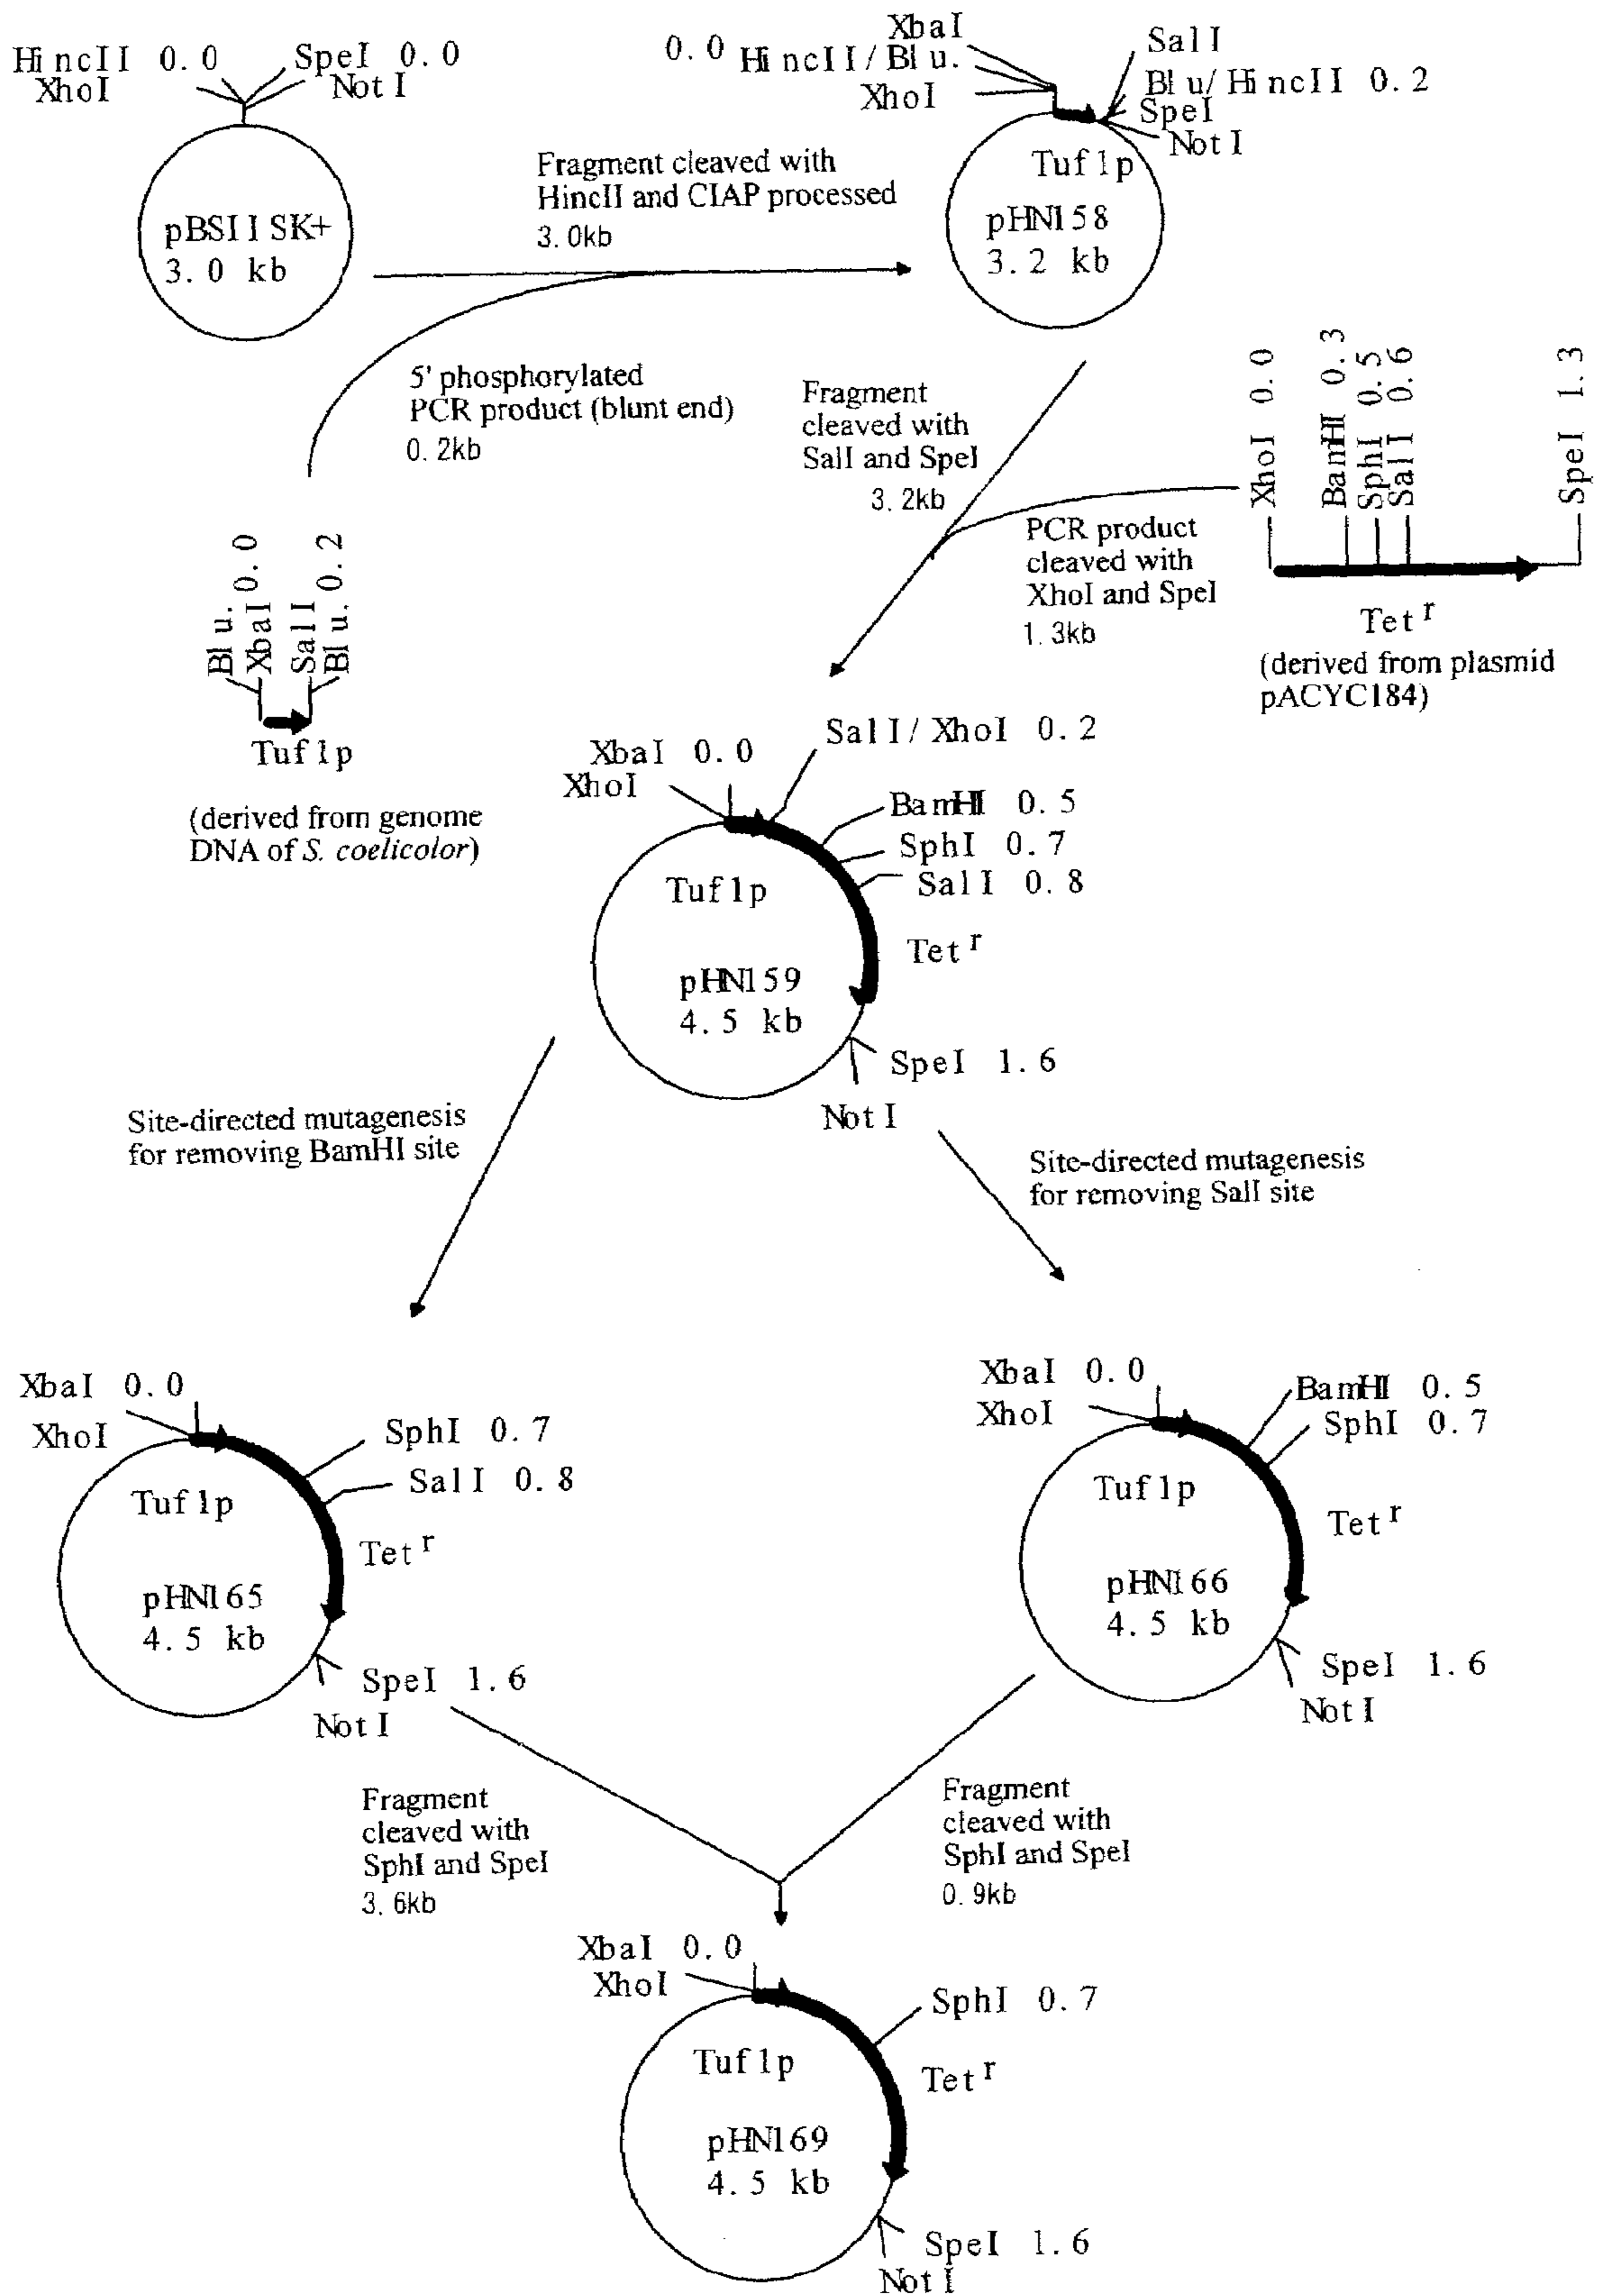 HincII 0.0
XhoI
SpeI 0.0
NotI
pBSII SK+
3.0 kb
Fragment cleaved with
HincII and CIAP processed
3.0kb
XbaI
0.0 HincII/Blu.
XhoI
SalI
Blu/HincII 0.2
SpeI
NotI
Tuf1p
pHN158
3.2 kb
5' phosphorylated
PCR product (blunt end)
0.2kb
Blu. 0.0
XbaI
SalI
Blu. 0.2
Tuf1p
(derived from genome
DNA of S. coelicolor)
Fragment
cleaved with
SalI and SpeI
3.2kb
PCR product
cleaved with
XhoI and SpeI
1.3kb
XhoI 0.0
BamHI 0.3
SphI 0.5
SalI 0.6
SpeI 1.3
Tet r
(derived from plasmid
pACYC184)
XbaI 0.0
XhoI
SalI/XhoI 0.2
BamHI 0.5
SphI 0.7
SalI 0.8
Tuf1p
Tet r
pHN159
4.5 kb
SpeI 1.6
NotI
Site-directed mutagenesis
for removing BamHI site
Site-directed mutagenesis
for removing SalI site
XbaI 0.0
XhoI
SphI 0.7
SalI 0.8
Tuf1p
Tet r
pHN165
4.5 kb
SpeI 1.6
NotI
XbaI 0.0
XhoI
BamHI 0.5
SphI 0.7
Tuf1p
Tet r
pHN166
4.5 kb
SpeI 1.6
NotI
Fragment
cleaved with
SphI and SpeI
3.6kb
Fragment
cleaved with
SphI and SpeI
0.9kb
XbaI 0.0
XhoI
SphI 0.7
Tuf1p
Tet r
pHN169
4.5 kb
SpeI 1.6
NotI